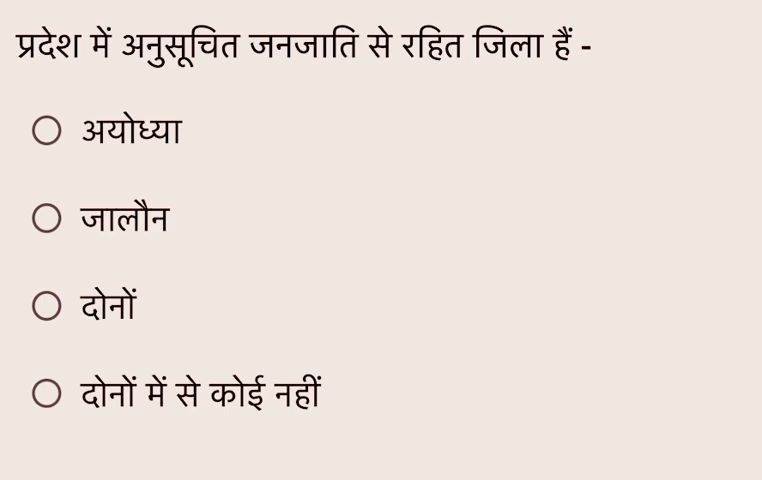 प्रदेश में अनुसूचित जनजाति से रहित जिला हैं -
अयोध्या
जालौन
दोनों
दोनों में से कोई नहीं